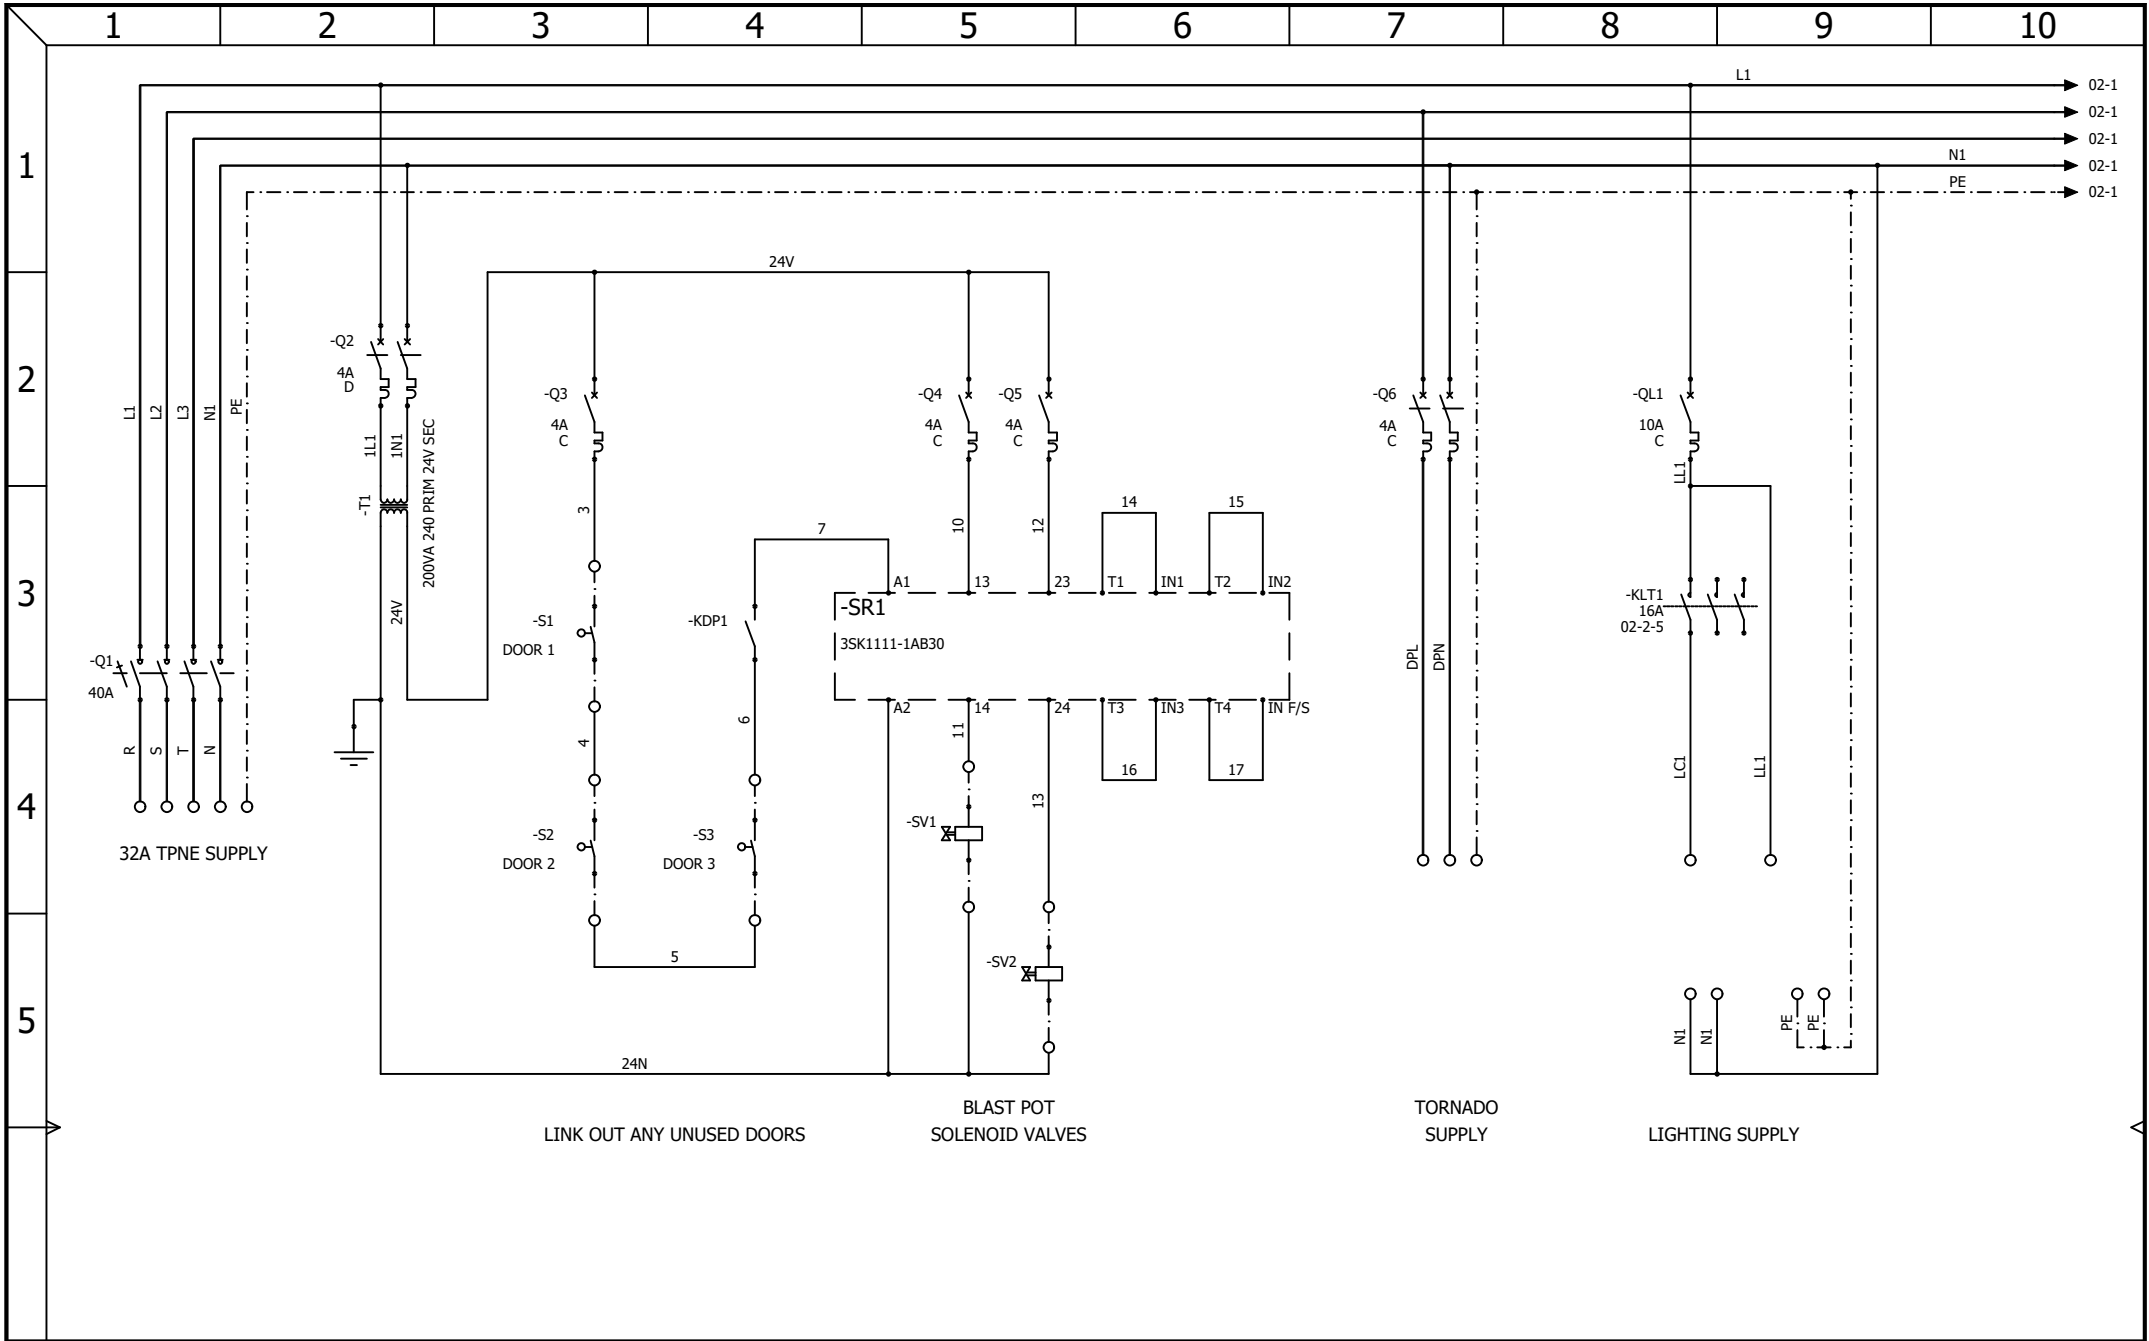 1 2 3 4 5 6 7 8 9 10
L1
02-1
02-1
02-1
1
N1
02-1
PE
02-1
24V
-Q2
4A
D
2
-Q3
4A
C
-Q4
4A
C
-Q5
4A
C
-Q6
4A
C
-QL1
10A
C
L1
L2
L3
N1
PE
1L1
1N1
200VA 240 PRIM 24V SEC
-T1
LL1
3
7
10
12
14
15
3
24V
A1 13 23 T1 IN1 T2 IN2
-SR1
3SK1111-1AB30
-S1
DOOR 1
-KDP1
-KLT1
16A
02-2-5
-Q1
40A
DPL
DPN
A2 14 24 T3 IN3 T4 IN F/S
R
S
T
N
4
6
11
16
17
13
LC1
LL1
4
32A TPNE SUPPLY
-S2
DOOR 2
-S3
DOOR 3
-SV1
5
-SV2
5
N1
N1
PE
PE
24N
BLAST POT
SOLENOID VALVES
LINK OUT ANY UNUSED DOORS
TORNADO
SUPPLY
LIGHTING SUPPLY